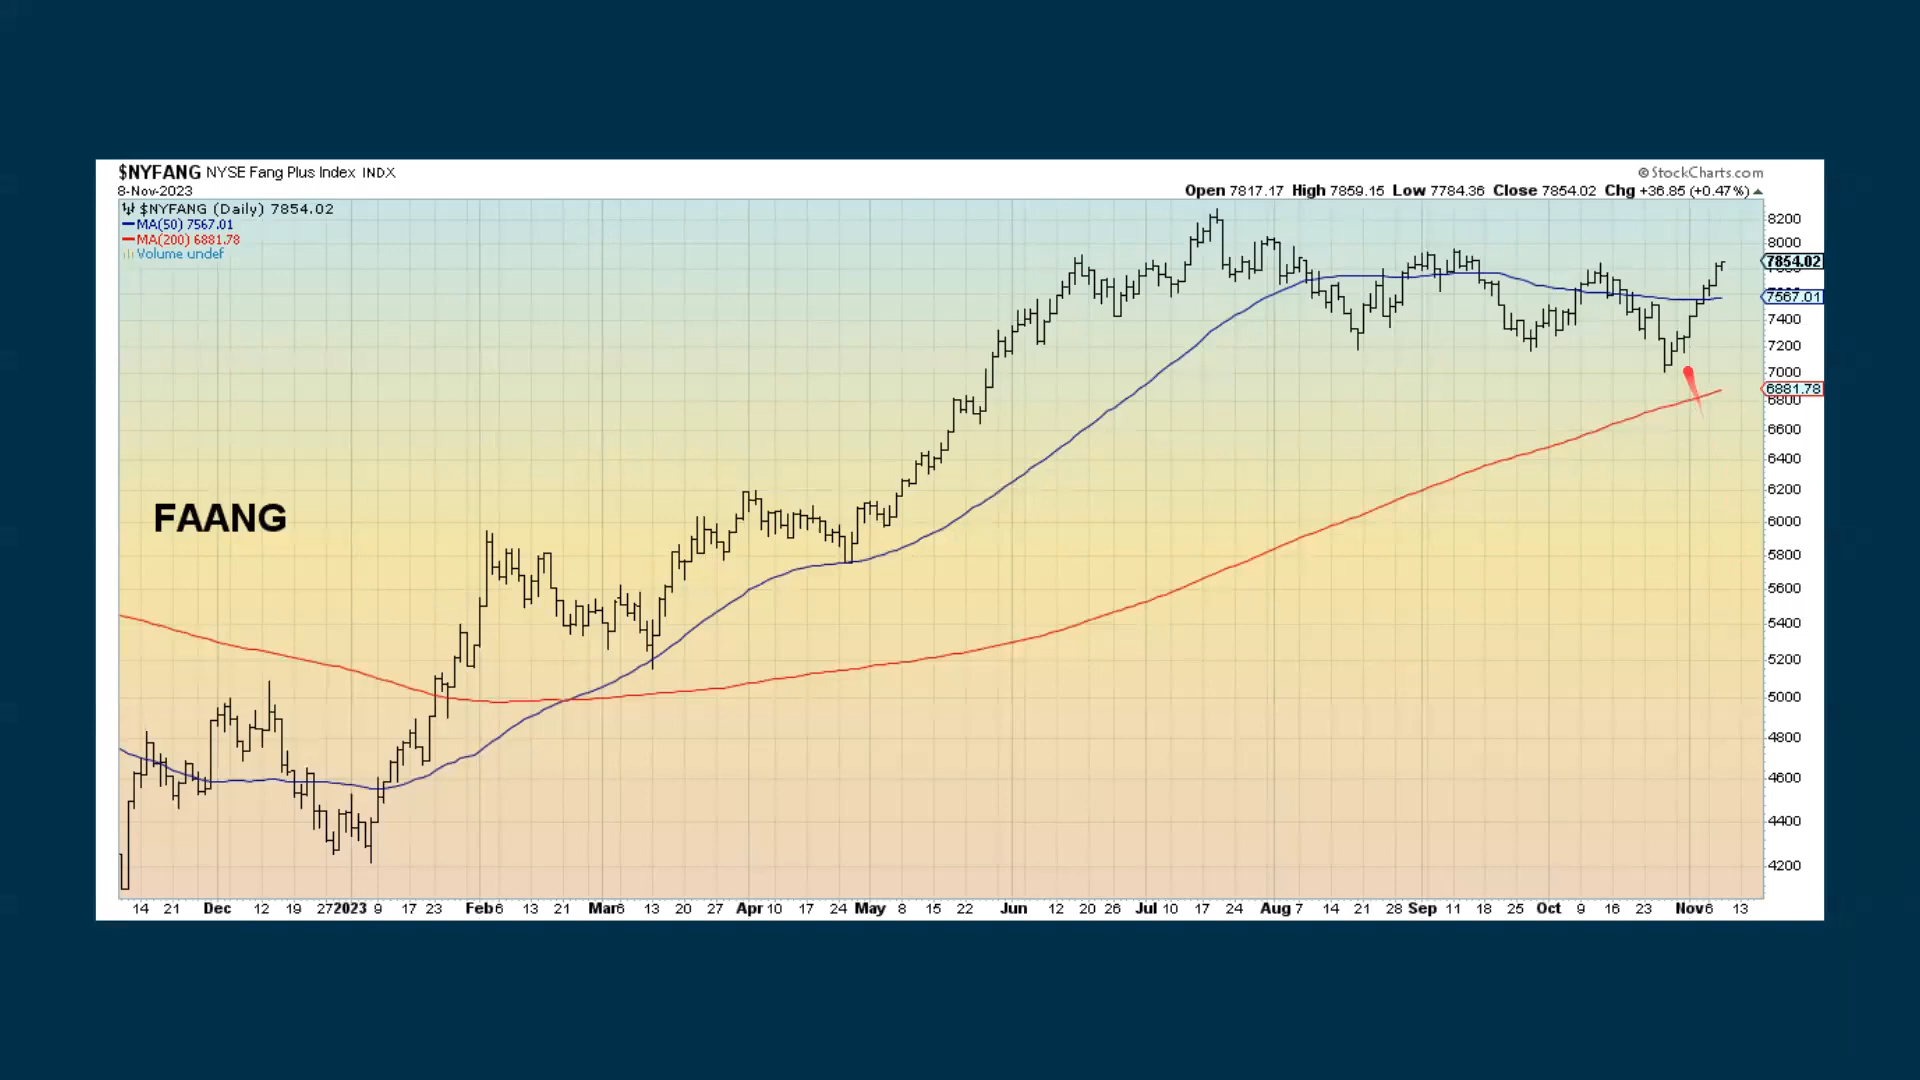 $NYFANG NYSE Fang Plus Index INDX
© StockCharts.com
8-Nov-2023
Open 7817.17 High 7859.15 Low 7784.36 Close 7854.02 Chg +36.85 (+0.47%)
$NYFANG (Daily) 7854.02
MA(50) 7567.01
MA(200) 6881.78
Volume undef
8200
8000
7854.02
7567.01
7400
7200
7000
6881.78
6800
6600
6400
6200
6000
5800
5600
5400
5200
5000
4800
4600
4400
4200
FAANG
14 21 Dec 12 19 27 2023 9 17 23 Feb 6 13 21 Mar 6 13 20 27 Apr 10 17 24 May 8 15 22 Jun 12 20 26 Jul 10 17 24 Aug 7 14 21 28 Sep 11 18 25 Oct 9 16 23 Nov 6 13